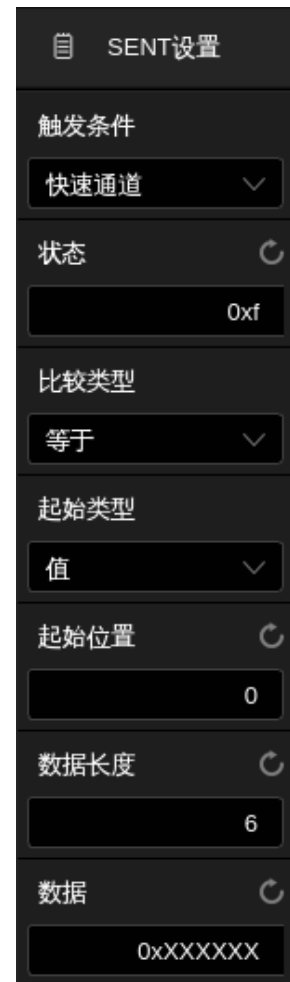 SENT设置
触发条件
快速通道
状态
0xf
比较类型
等于
起始类型
值
起始位置
0
数据长度
6
数据
0xXXXXXX